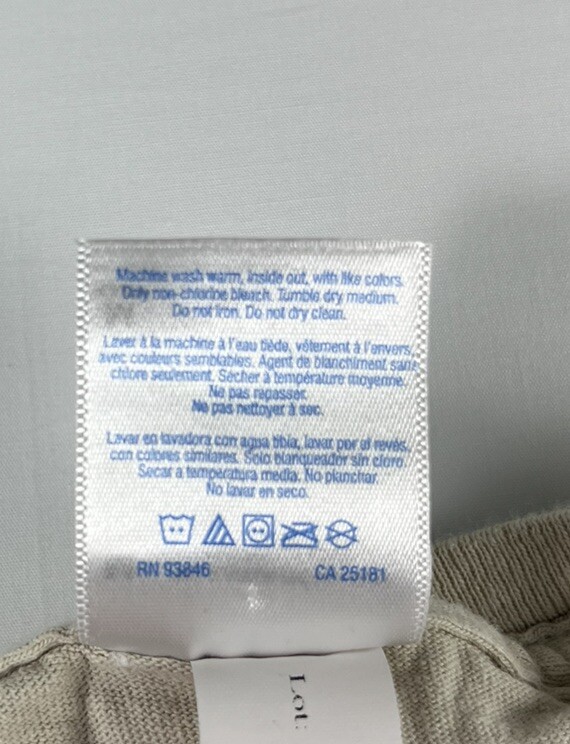 Machine wash warm, inside out, with like colors.
Only non-chlorine bleach. Tumble dry medium.
Do not iron. Do not dry clean.
Laver à la machine à l'eau tiède, vêtement à l'envers,
avec couleurs semblables. Agent de blanchiment sans
chlore seulement. Sécher à température moyenne.
Ne pas repasser.
Ne pas nettoyer à sec.
Lavar en lavadora con agua tibia, lavar por el revés,
con colores similares. Solo blanqueador sin cloro.
Secar a temperatura media. No planchar.
No lavar en seco.
RN 93846 CA 25181
Lot: